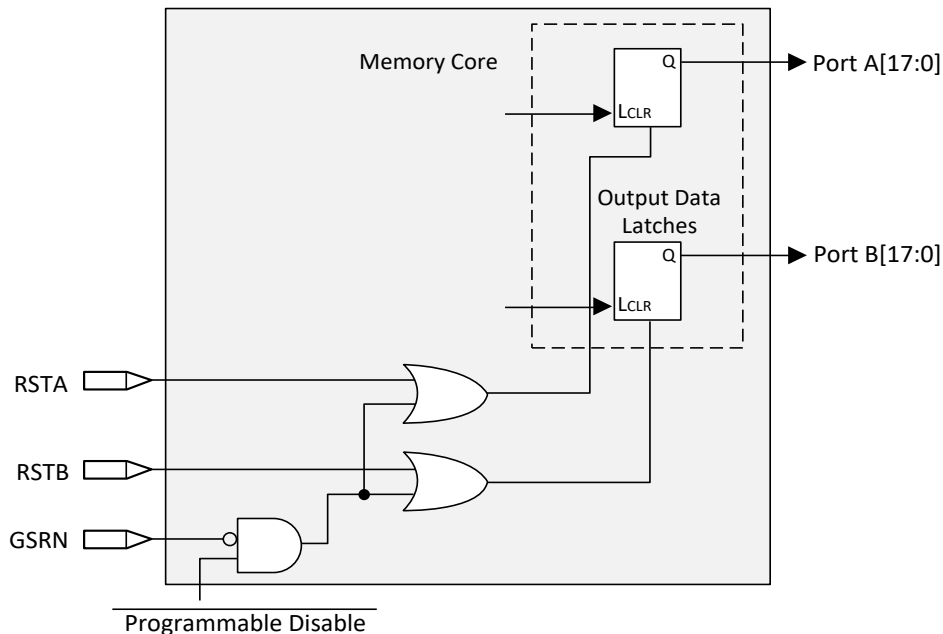 Memory Core
Q
Port A[17:0]
LCLR
Output Data
Latches
Q
Port B[17:0]
LCLR
RSTA
RSTB
GSRN
Programmable Disable